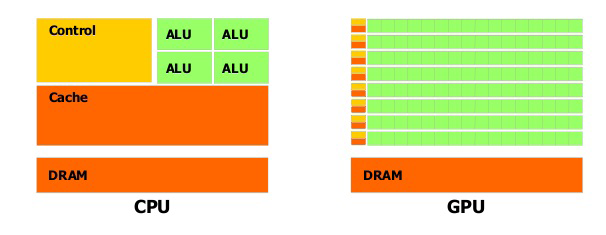 Control
ALU ALU
ALU ALU
Cache
DRAM
CPU
DRAM
GPU